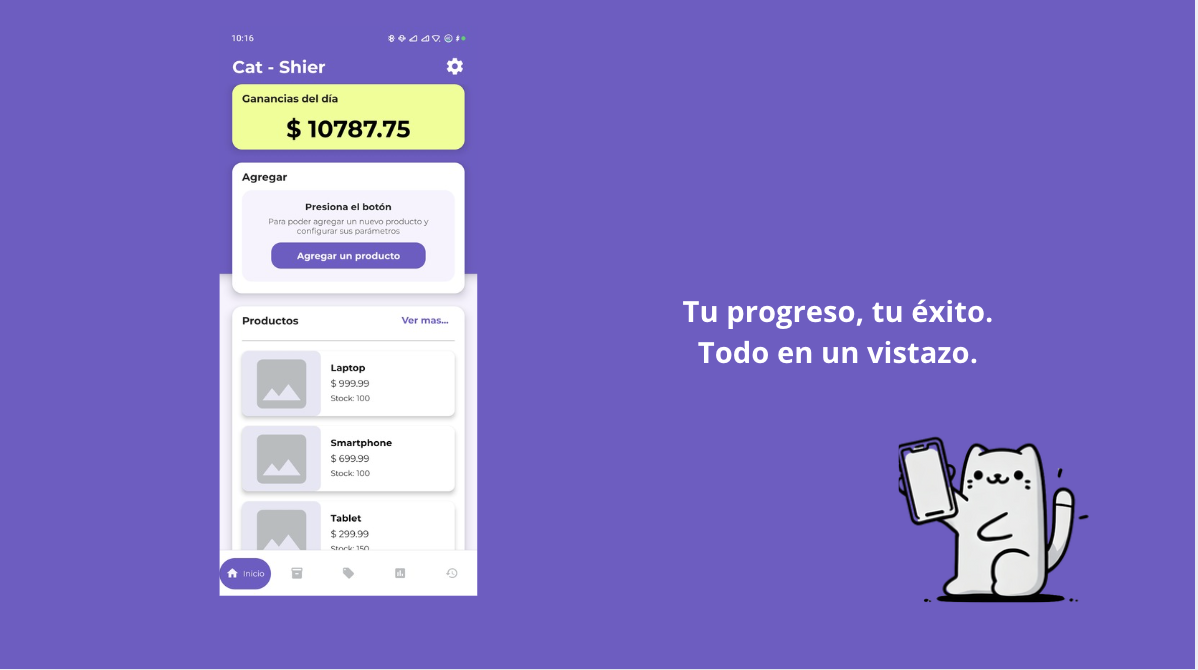 10:16
Cat - Shier
Ganancias del día
$ 10787.75
Agregar
Presiona el botón
Para poder agregar un nuevo producto y
configurar sus parámetros
Agregar un producto
Productos
Ver mas...
Laptop
$ 999.99
Stock: 100
Smartphone
$ 699.99
Stock: 100
Tablet
$ 299.99
Stock: 150
Inicio
Tu progreso, tu éxito.
Todo en un vistazo.